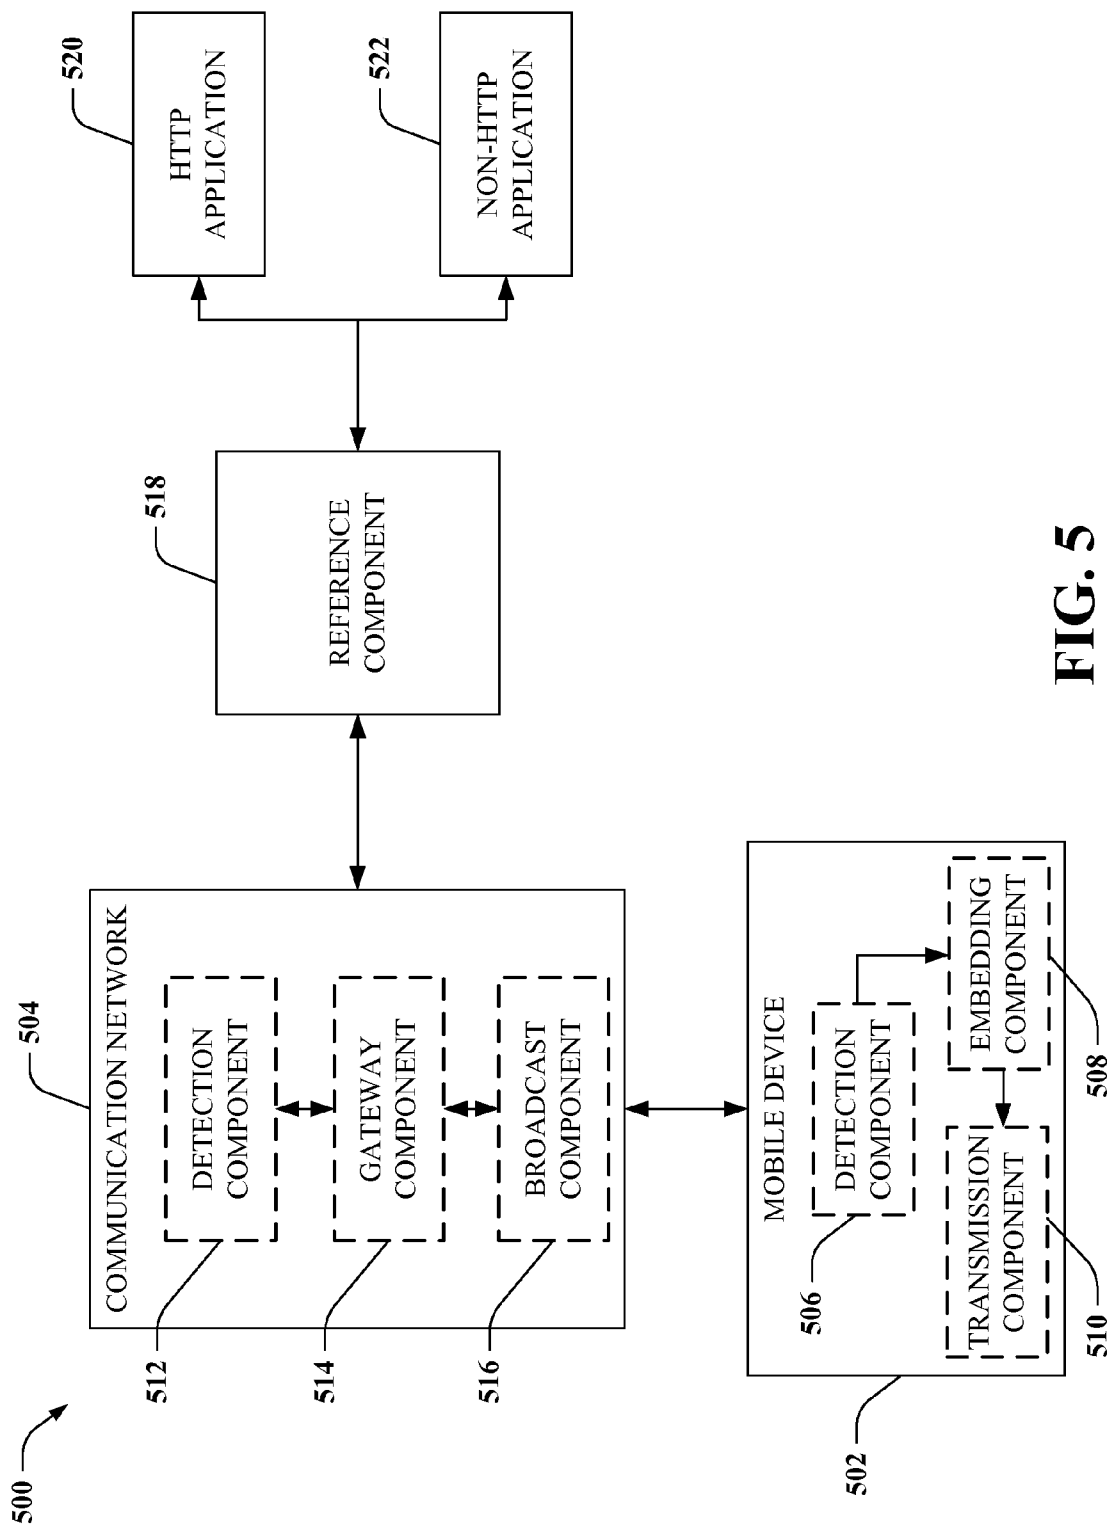 500
504
COMMUNICATION NETWORK
DETECTION
COMPONENT
512
GATEWAY
COMPONENT
514
BROADCAST
COMPONENT
516
518
REFERENCE
COMPONENT
520
HTTP
APPLICATION
522
NON-HTTP
APPLICATION
MOBILE DEVICE
502
DETECTION
COMPONENT
506
EMBEDDING
COMPONENT
508
TRANSMISSION
COMPONENT
510
FIG. 5